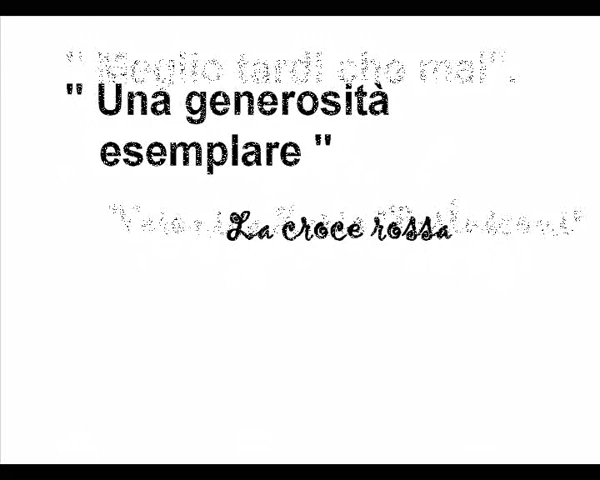 " Meglio tardi che mai".
" Una generosità
esemplare "
La croce rossa